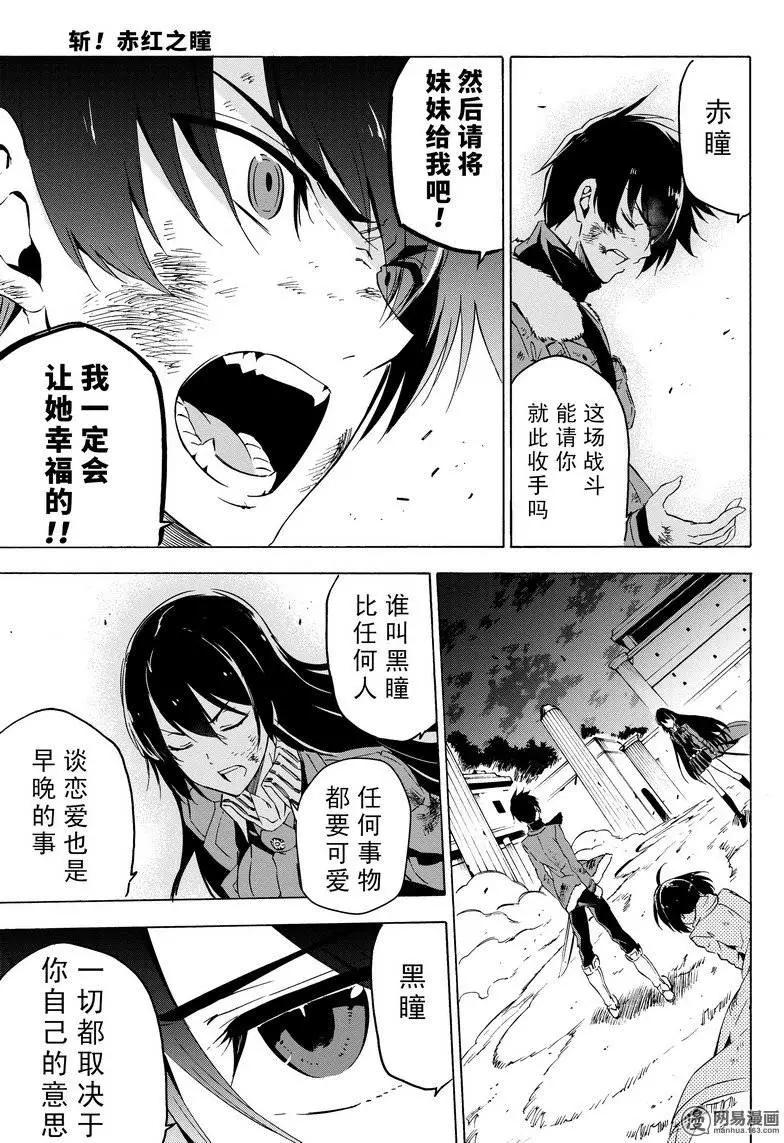 斩！赤红之瞳
赤瞳
这场战斗
能请你
就此收手吗
然后请将
妹妹给我吧！
我一定会
让她幸福的！！
谁叫黑瞳
比任何人
任何事物
都要可爱
谈恋爱也是
早晚的事
黑瞳
一切都取决于
你自己的意思
网易漫画
manhua.163.com